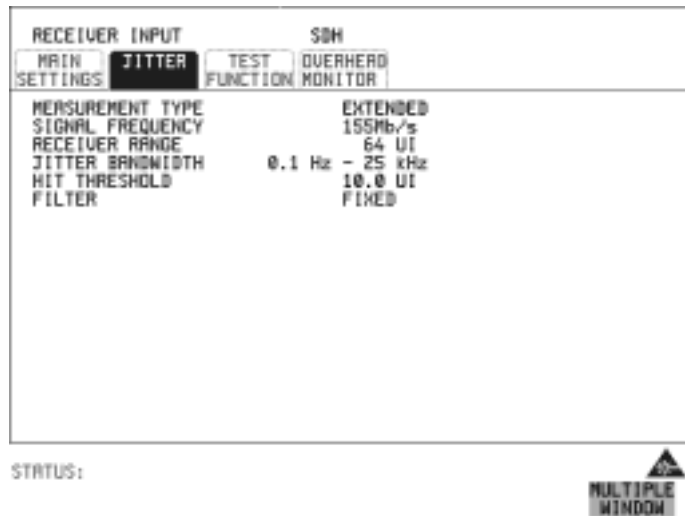 RECEIVER INPUT SDH
MAIN SETTINGS JITTER TEST FUNCTION OVERHEAD MONITOR
MEASUREMENT TYPE EXTENDED
SIGNAL FREQUENCY 155Mb/s
RECEIVER RANGE 64 UI
JITTER BANDWIDTH 0.1 Hz - 25 kHz
HIT THRESHOLD 10.0 UI
FILTER FIXED
STATUS:
MULTIPLE
WINDOW